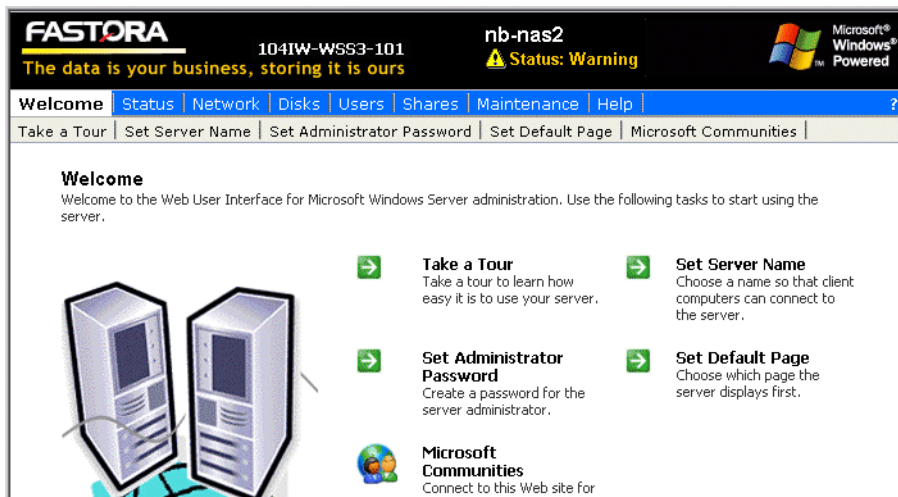 FASTORA
104IW-WSS3-101
The data is your business, storing it is ours
nb-nas2
Status: Warning
Microsoft®
Windows®
Powered
TM
Welcome Status Network Disks Users Shares Maintenance Help ?
Take a Tour Set Server Name Set Administrator Password Set Default Page Microsoft Communities
Welcome
Welcome to the Web User Interface for Microsoft Windows Server administration. Use the following tasks to start using the
server.
Take a Tour
Take a tour to learn how
easy it is to use your server.
Set Server Name
Choose a name so that client
computers can connect to
the server.
Set Administrator
Password
Create a password for the
server administrator.
Set Default Page
Choose which page the
server displays first.
Microsoft
Communities
Connect to this Web site for